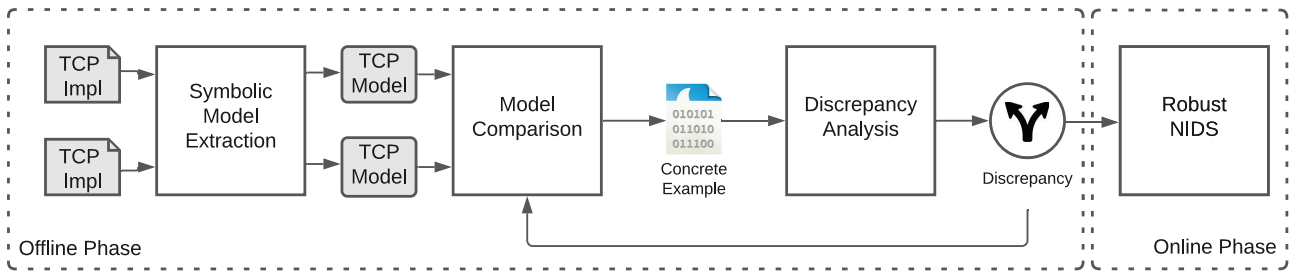 TCP
Impl
TCP
Impl
Symbolic
Model
Extraction
TCP
Model
TCP
Model
Model
Comparison
010101
011010
011100
Concrete
Example
Discrepancy
Analysis
Discrepancy
Robust
NIDS
Offline Phase
Online Phase